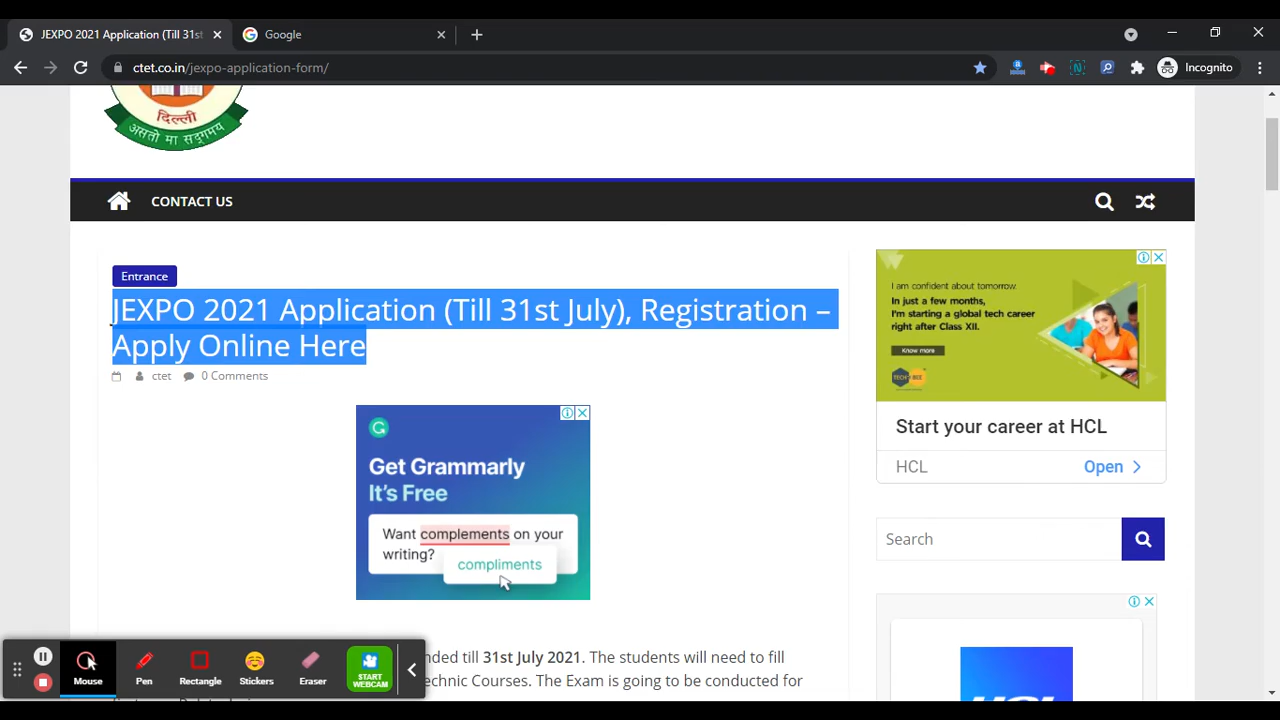 JEXPO 2021 Application (Till 31st
Google
ctet.co.in/jexpo-application-form/
Incognito
दिल्ली
असतो मा सद्गमय
CONTACT US
Entrance
JEXPO 2021 Application (Till 31st July), Registration –
Apply Online Here
ctet 0 Comments
Get Grammarly
It's Free
Want complements on your
writing?
compliments
I am confident about tomorrow.
In just a few months,
I'm starting a global tech career
right after Class XII.
Know more
TECH BEE
Start your career at HCL
HCL Open
Search
nded till 31st July 2021. The students will need to fill
technic Courses. The Exam is going to be conducted for
Mouse
Pen
Rectangle
Stickers
Eraser
START
WEBCAM